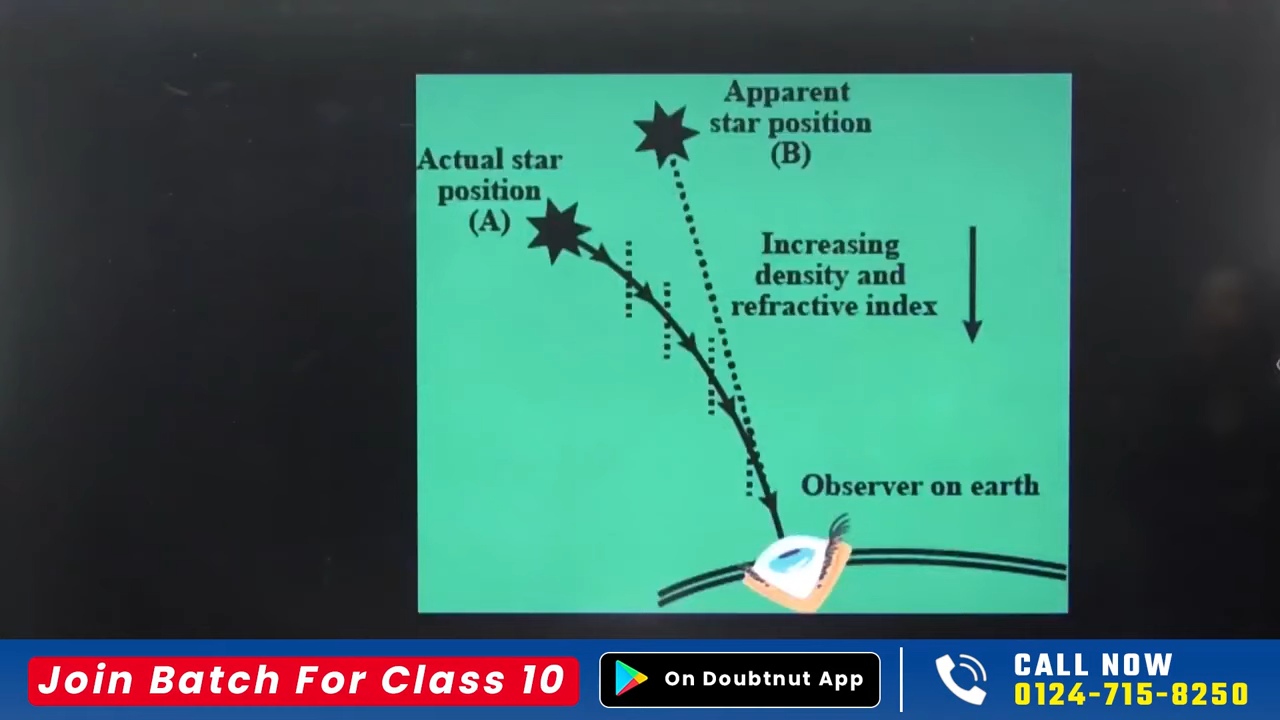 Apparent
star position
(B)
Actual star
position
(A)
Increasing
density and
refractive index
Observer on earth
Join Batch For Class 10
On Doubtnut App
CALL NOW
0124-715-8250